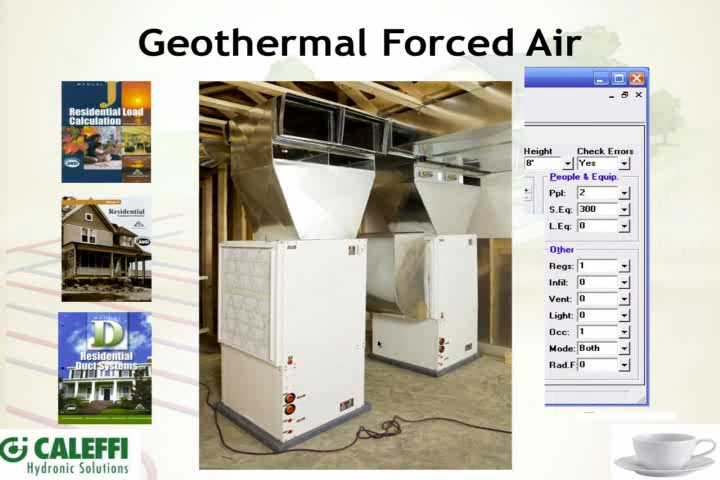 Geothermal Forced Air
MANUAL
J
Residential Load
Calculation
Residential
MANUAL
D
Residential
Duct Systems
Height
Check Errors
8'
Yes
People & Equip.
Ppl: 2
S.Eq: 300
L.Eq: 0
Other
Regs: 1
Infil: 0
Vent: 0
Light: 0
Occ: 1
Mode: Both
Rad.F 0
CALEFFI
Hydronic Solutions